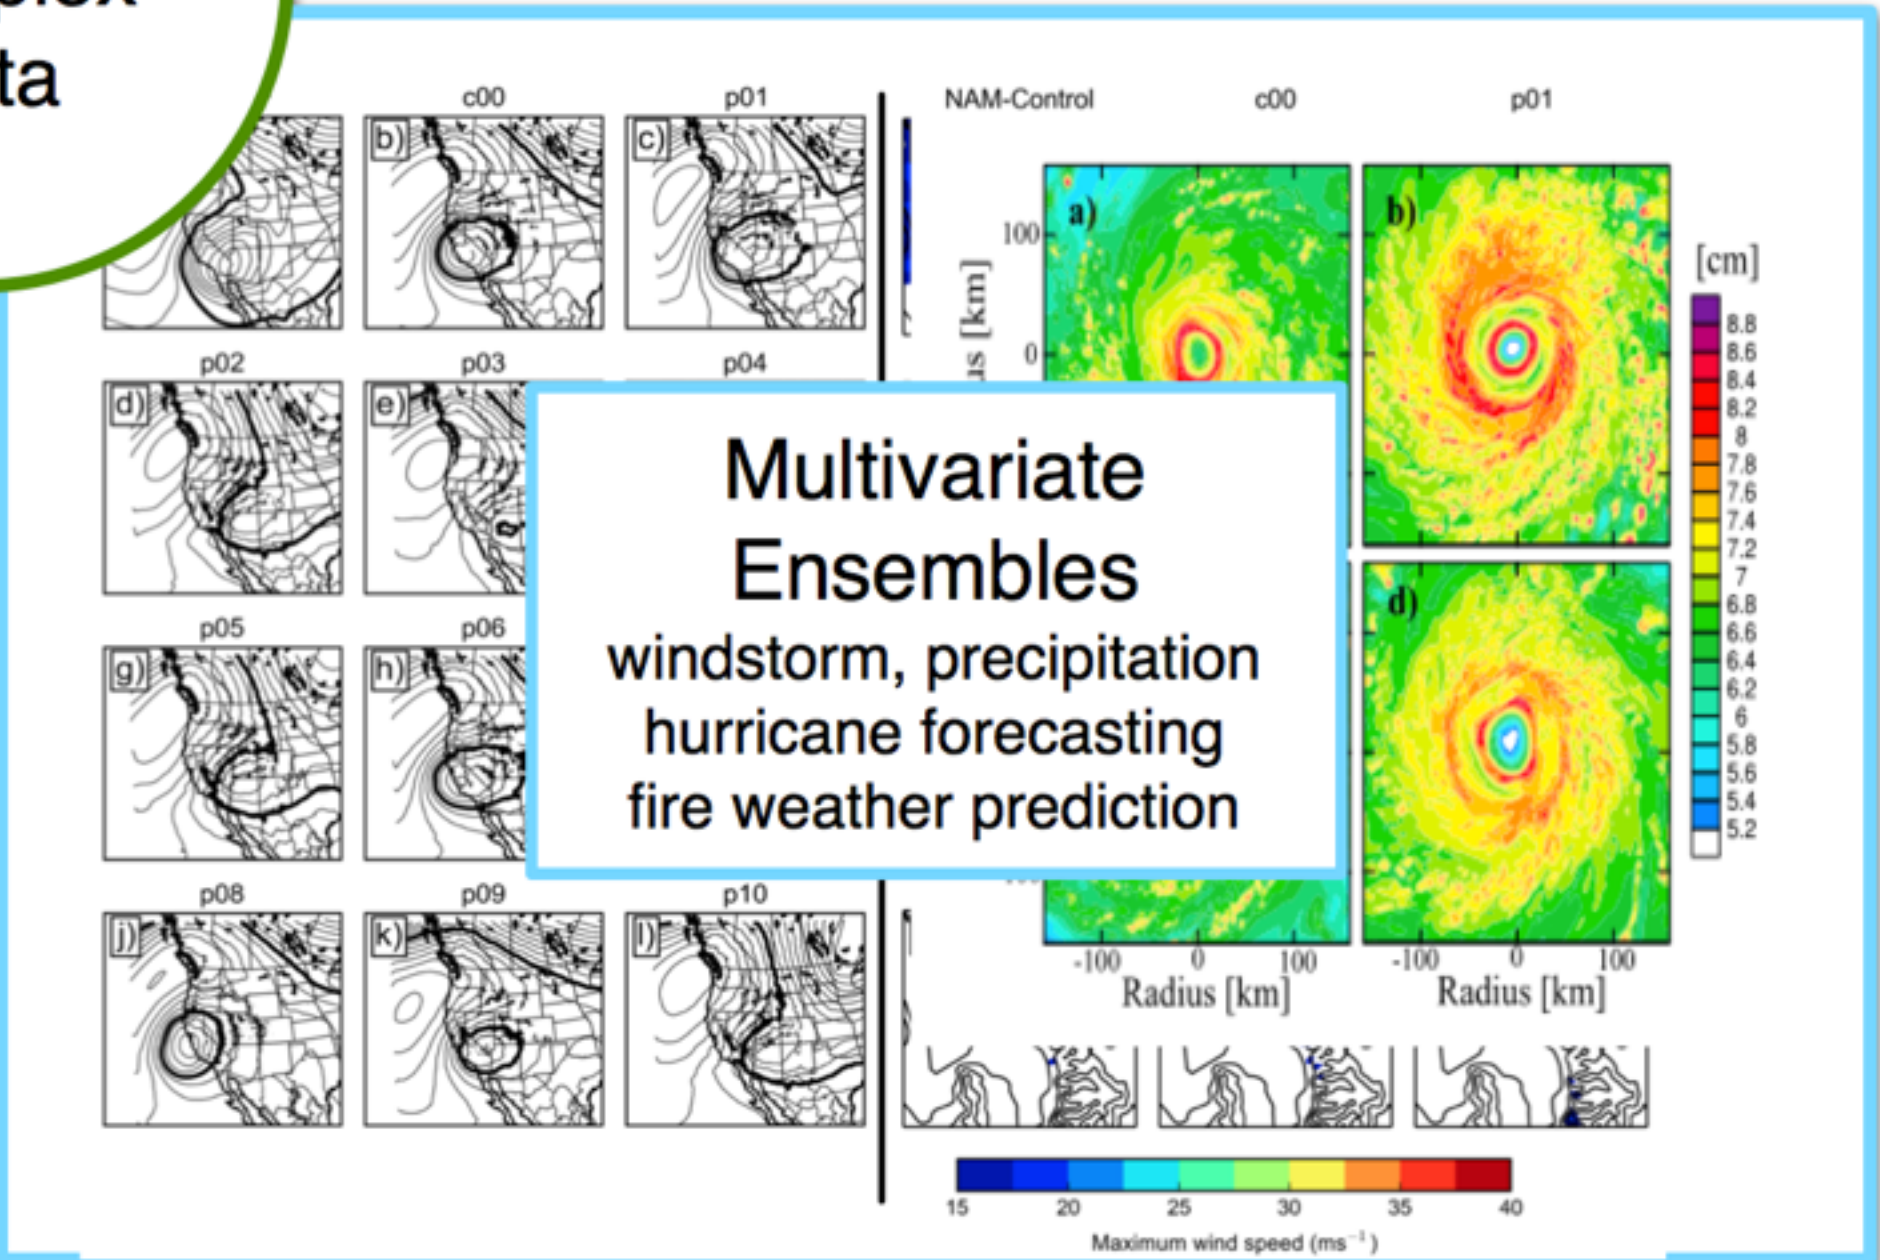 ta
c00
p01
NAM-Control
c00
p01
b)
c)
a)
b)
100
0
[km]
[cm]
8.8
8.6
8.4
8.2
8
7.8
7.6
7.4
7.2
7
6.8
6.6
6.4
6.2
6
5.8
5.6
5.4
5.2
p02
p03
p04
d)
e)
Multivariate
Ensembles
windstorm, precipitation
hurricane forecasting
fire weather prediction
d)
p05
p06
g)
h)
p08
p09
p10
j)
k)
l)
-100
0
100
-100
0
100
Radius [km]
Radius [km]
15
20
25
30
35
40
Maximum wind speed (ms⁻¹)